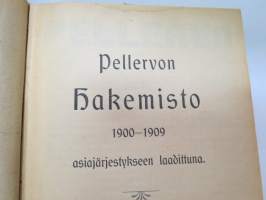 Pellervon
Hakemisto
1900—1909
asiajärjestykseen laadittuna.